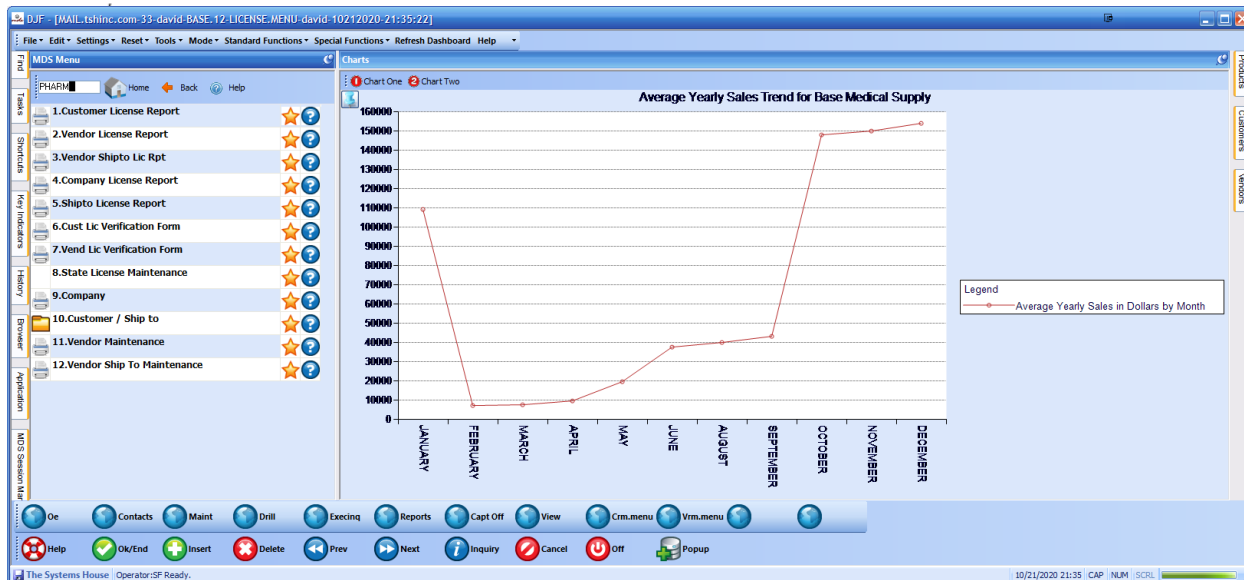 DJF - [MAIL.tshinc.com-33-david-BASE.12-LICENSE.MENU-david-10212020-21:35:22]
File Edit Settings Reset Tools Mode Standard Functions Special Functions Refresh Dashboard Help
MDS Menu
Charts
PHARM Home Back Help
1 Chart One 2 Chart Two
Find
Tasks
Shortcuts
Key Indicators
History
Browser
Application
MDS Session Mar
1.Customer License Report
2.Vendor License Report
3.Vendor Shipto Lic Rpt
4.Company License Report
5.Shipto License Report
6.Cust Lic Verification Form
7.Vend Lic Verification Form
8.State License Maintenance
9.Company
10.Customer / Ship to
11.Vendor Maintenance
12.Vendor Ship To Maintenance
Average Yearly Sales Trend for Base Medical Supply
160000
150000
140000
130000
120000
110000
100000
90000
80000
70000
60000
50000
40000
30000
20000
10000
0
JANUARY
FEBRUARY
MARCH
APRIL
MAY
JUNE
AUGUST
SEPTEMBER
OCTOBER
NOVEMBER
DECEMBER
Legend
Average Yearly Sales in Dollars by Month
Products
Customers
Vendors
Oe Contacts Maint Drill Execinq Reports Capt Off View Crm.menu Vrm.menu
Help Ok/End Insert Delete Prev Next Inquiry Cancel Off Popup
The Systems House Operator:SF Ready. 10/21/2020 21:35 CAP NUM SCRL